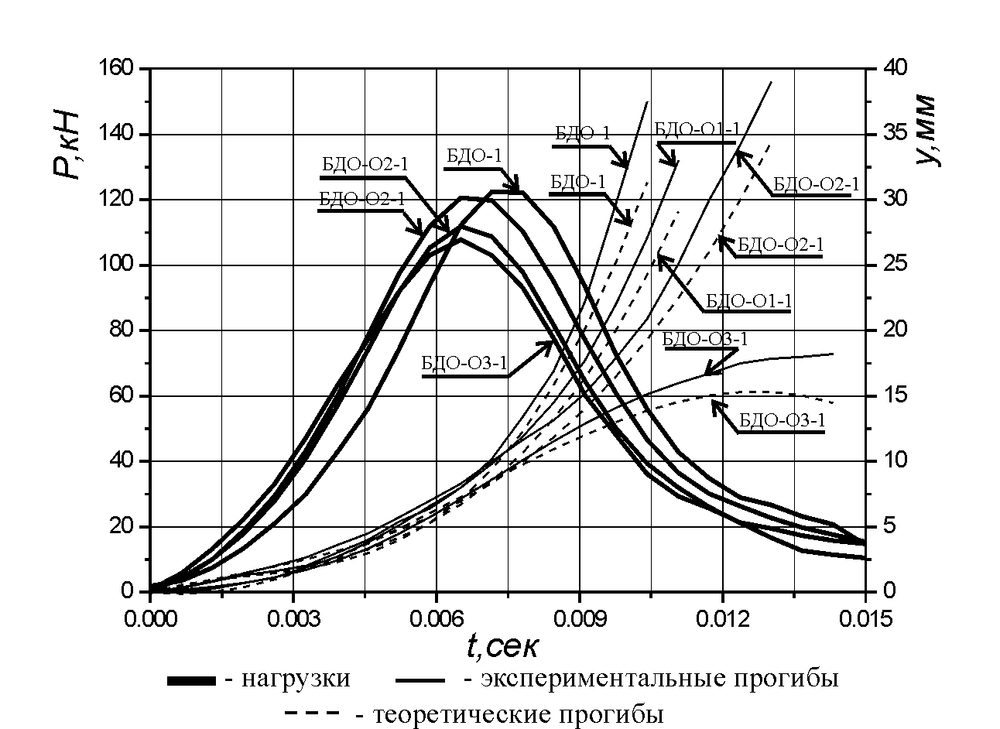 160
40
P,кН
y,мм
140
35
БДО-1
БДО-О1-1
БДО-1
БДО-О2-1
БДО-1
БДО-О2-1
120
30
БДО-О2-1
БДО-О2-1
100
25
БДО-О1-1
80
20
БДО-О3-1
БДО-О3-1
60
15
БДО-О3-1
40
10
20
5
0
0
0.000 0.003 0.006 0.009 0.012 0.015
t,сек
- нагрузки - экспериментальные прогибы
- теоретические прогибы